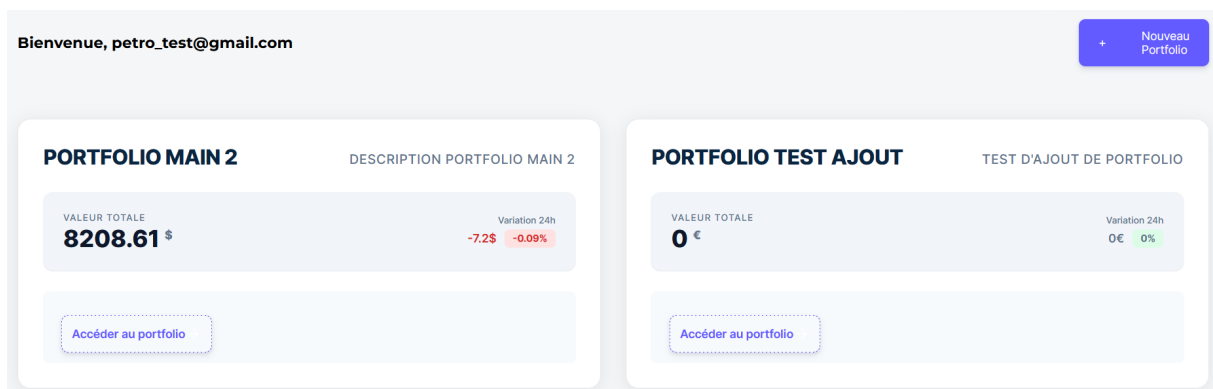 Bienvenue, petro_test@gmail.com
+ Nouveau
Portfolio
PORTFOLIO MAIN 2
DESCRIPTION PORTFOLIO MAIN 2
VALEUR TOTALE
8208.61 $
Variation 24h
-7.2$ -0.09%
Accéder au portfolio
PORTFOLIO TEST AJOUT
TEST D'AJOUT DE PORTFOLIO
VALEUR TOTALE
0 €
Variation 24h
0€ 0%
Accéder au portfolio